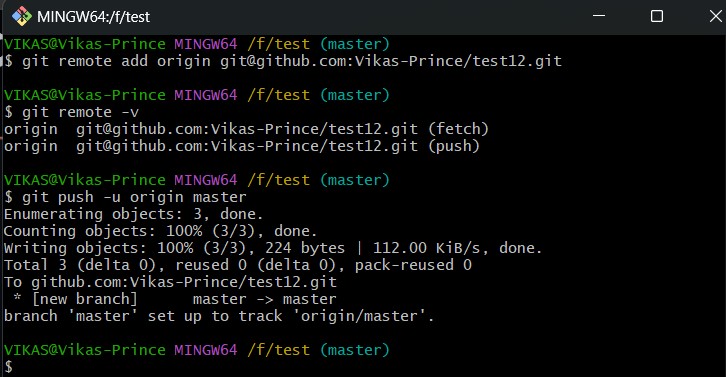 MINGW64:/f/test
VIKAS@Vikas-Prince MINGW64 /f/test (master)
$ git remote add origin git@github.com:Vikas-Prince/test12.git
VIKAS@Vikas-Prince MINGW64 /f/test (master)
$ git remote -v
origin  git@github.com:Vikas-Prince/test12.git (fetch)
origin  git@github.com:Vikas-Prince/test12.git (push)
VIKAS@Vikas-Prince MINGW64 /f/test (master)
$ git push -u origin master
Enumerating objects: 3, done.
Counting objects: 100% (3/3), done.
Writing objects: 100% (3/3), 224 bytes | 112.00 KiB/s, done.
Total 3 (delta 0), reused 0 (delta 0), pack-reused 0
To github.com:Vikas-Prince/test12.git
 * [new branch]      master -> master
branch 'master' set up to track 'origin/master'.
VIKAS@Vikas-Prince MINGW64 /f/test (master)
$